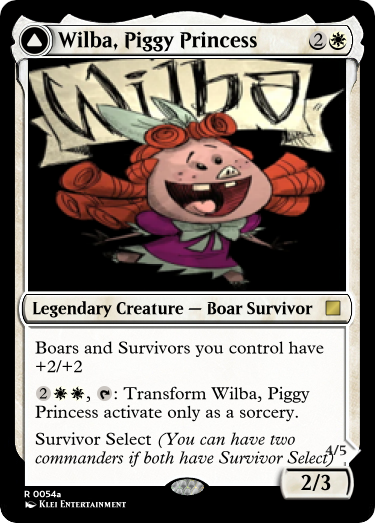 Wilba, Piggy Princess 2
Wilba
Legendary Creature — Boar Survivor
Boars and Survivors you control have
+2/+2
2, : Transform Wilba, Piggy
Princess activate only as a sorcery.
Survivor Select (You can have two
commanders if both have Survivor Select)
4/5
2/3
R 0054a
KLEI ENTERTAINMENT